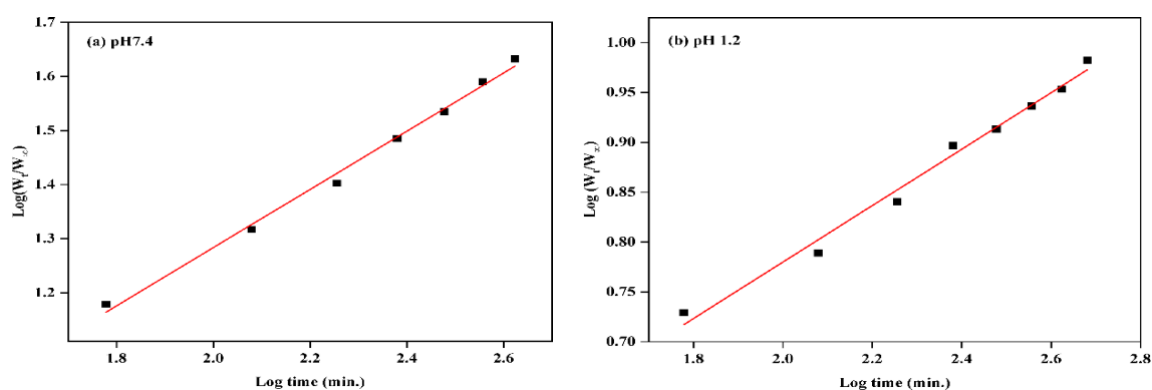 (a) pH7.4
Log(Wt/W∝)
1.7
1.6
1.5
1.4
1.3
1.2
1.8 2.0 2.2 2.4 2.6
Log time (min.)
(b) pH 1.2
Log (Wt/W∞)
1.00
0.95
0.90
0.85
0.80
0.75
0.70
1.8 2.0 2.2 2.4 2.6 2.8
Log time (min.)